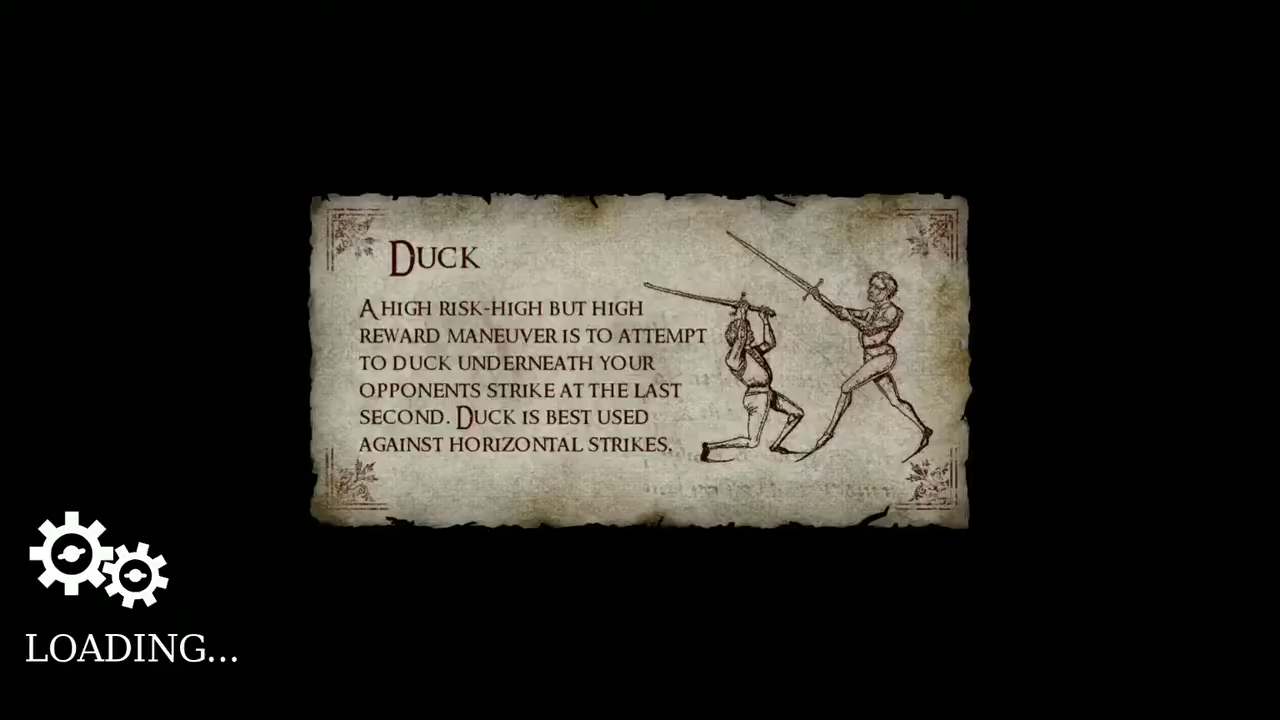 DUCK
A HIGH RISK-HIGH BUT HIGH
REWARD MANEUVER IS TO ATTEMPT
TO DUCK UNDERNEATH YOUR
OPPONENTS STRIKE AT THE LAST
SECOND. DUCK IS BEST USED
AGAINST HORIZONTAL STRIKES.
LOADING...